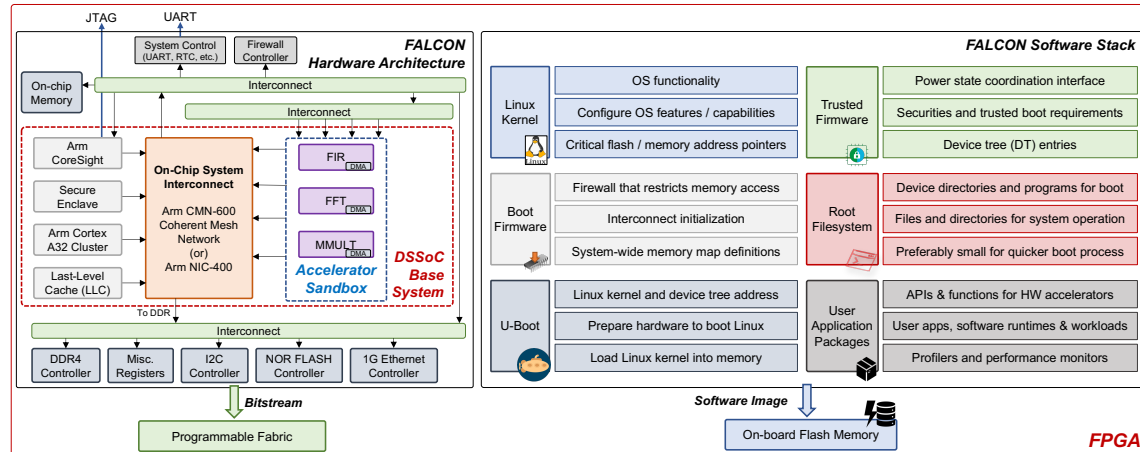 JTAG
UART
System Control
(UART, RTC, etc.)
Firewall
Controller
FALCON
Hardware Architecture
On-chip
Memory
Interconnect
Interconnect
Arm
CoreSight
Secure
Enclave
Arm Cortex
A32 Cluster
Last-Level
Cache (LLC)
On-Chip System
Interconnect
Arm CMN-600
Coherent Mesh
Network
(or)
Arm NIC-400
FIR
DMA
FFT
DMA
MMULT
DMA
Accelerator
Sandbox
DSSoC
Base
System
To DDR
Interconnect
DDR4
Controller
Misc.
Registers
I2C
Controller
NOR FLASH
Controller
1G Ethernet
Controller
Bitstream
Programmable Fabric
FALCON Software Stack
Linux
Kernel
Linux
OS functionality
Configure OS features / capabilities
Critical flash / memory address pointers
Trusted
Firmware
Power state coordination interface
Securities and trusted boot requirements
Device tree (DT) entries
Boot
Firmware
Firewall that restricts memory access
Interconnect initialization
System-wide memory map definitions
Root
Filesystem
Device directories and programs for boot
Files and directories for system operation
Preferably small for quicker boot process
U-Boot
Linux kernel and device tree address
Prepare hardware to boot Linux
Load Linux kernel into memory
User
Application
Packages
APIs & functions for HW accelerators
User apps, software runtimes & workloads
Profilers and performance monitors
Software Image
On-board Flash Memory
FPGA